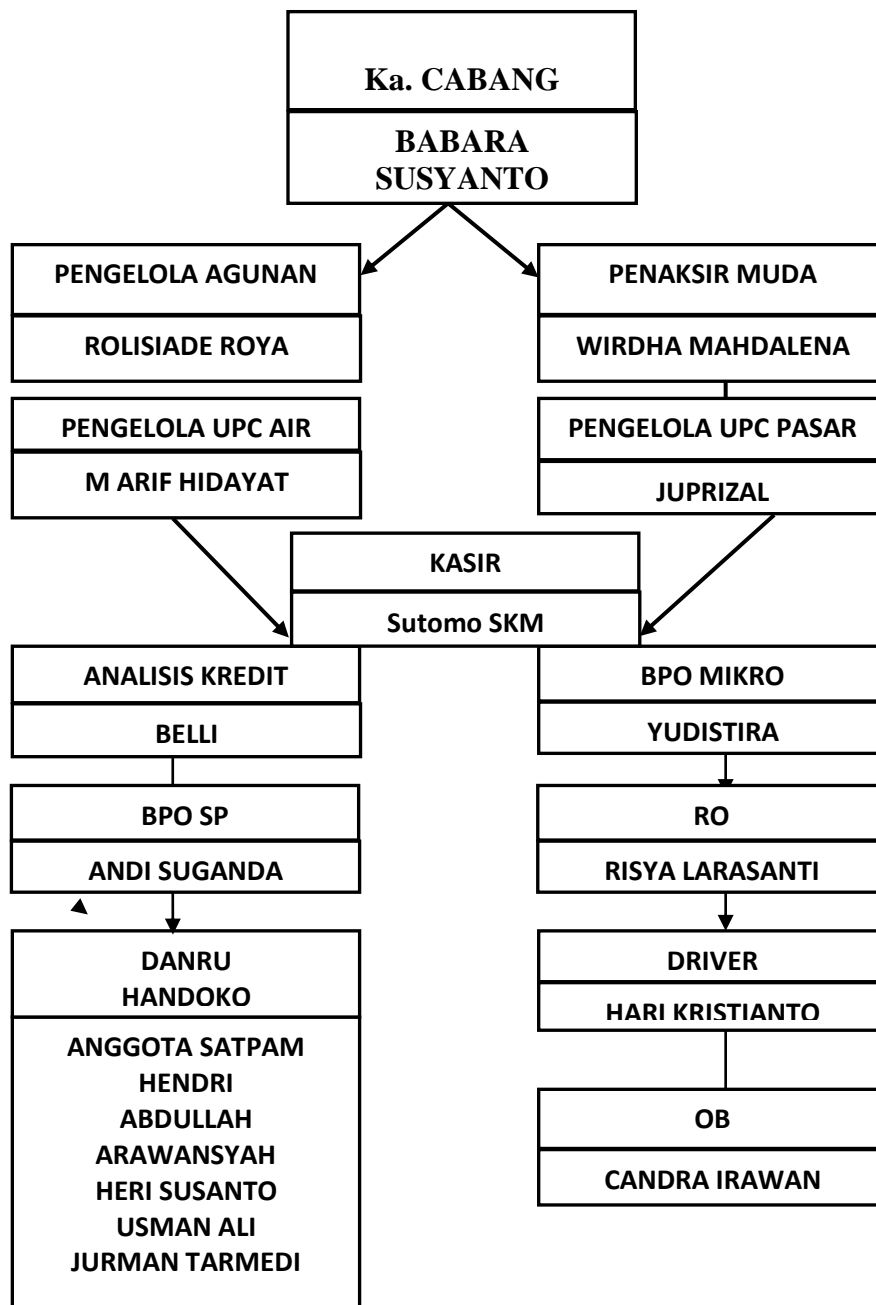 Ka. CABANG
BABARA
SUSYANTO
PENGELOLA AGUNAN
ROLISIADE ROYA
PENAKSIR MUDA
WIRDHA MAHDALENA
PENGELOLA UPC AIR
M ARIF HIDAYAT
PENGELOLA UPC PASAR
JUPRIZAL
KASIR
Sutomo SKM
ANALISIS KREDIT
BELLI
BPO MIKRO
YUDISTIRA
BPO SP
ANDI SUGANDA
RO
RISYA LARASANTI
DANRU
HANDOKO
ANGGOTA SATPAM
HENDRI
ABDULLAH
ARAWANSYAH
HERI SUSANTO
USMAN ALI
JURMAN TARMEDI
DRIVER
HARI KRISTIANTO
OB
CANDRA IRAWAN